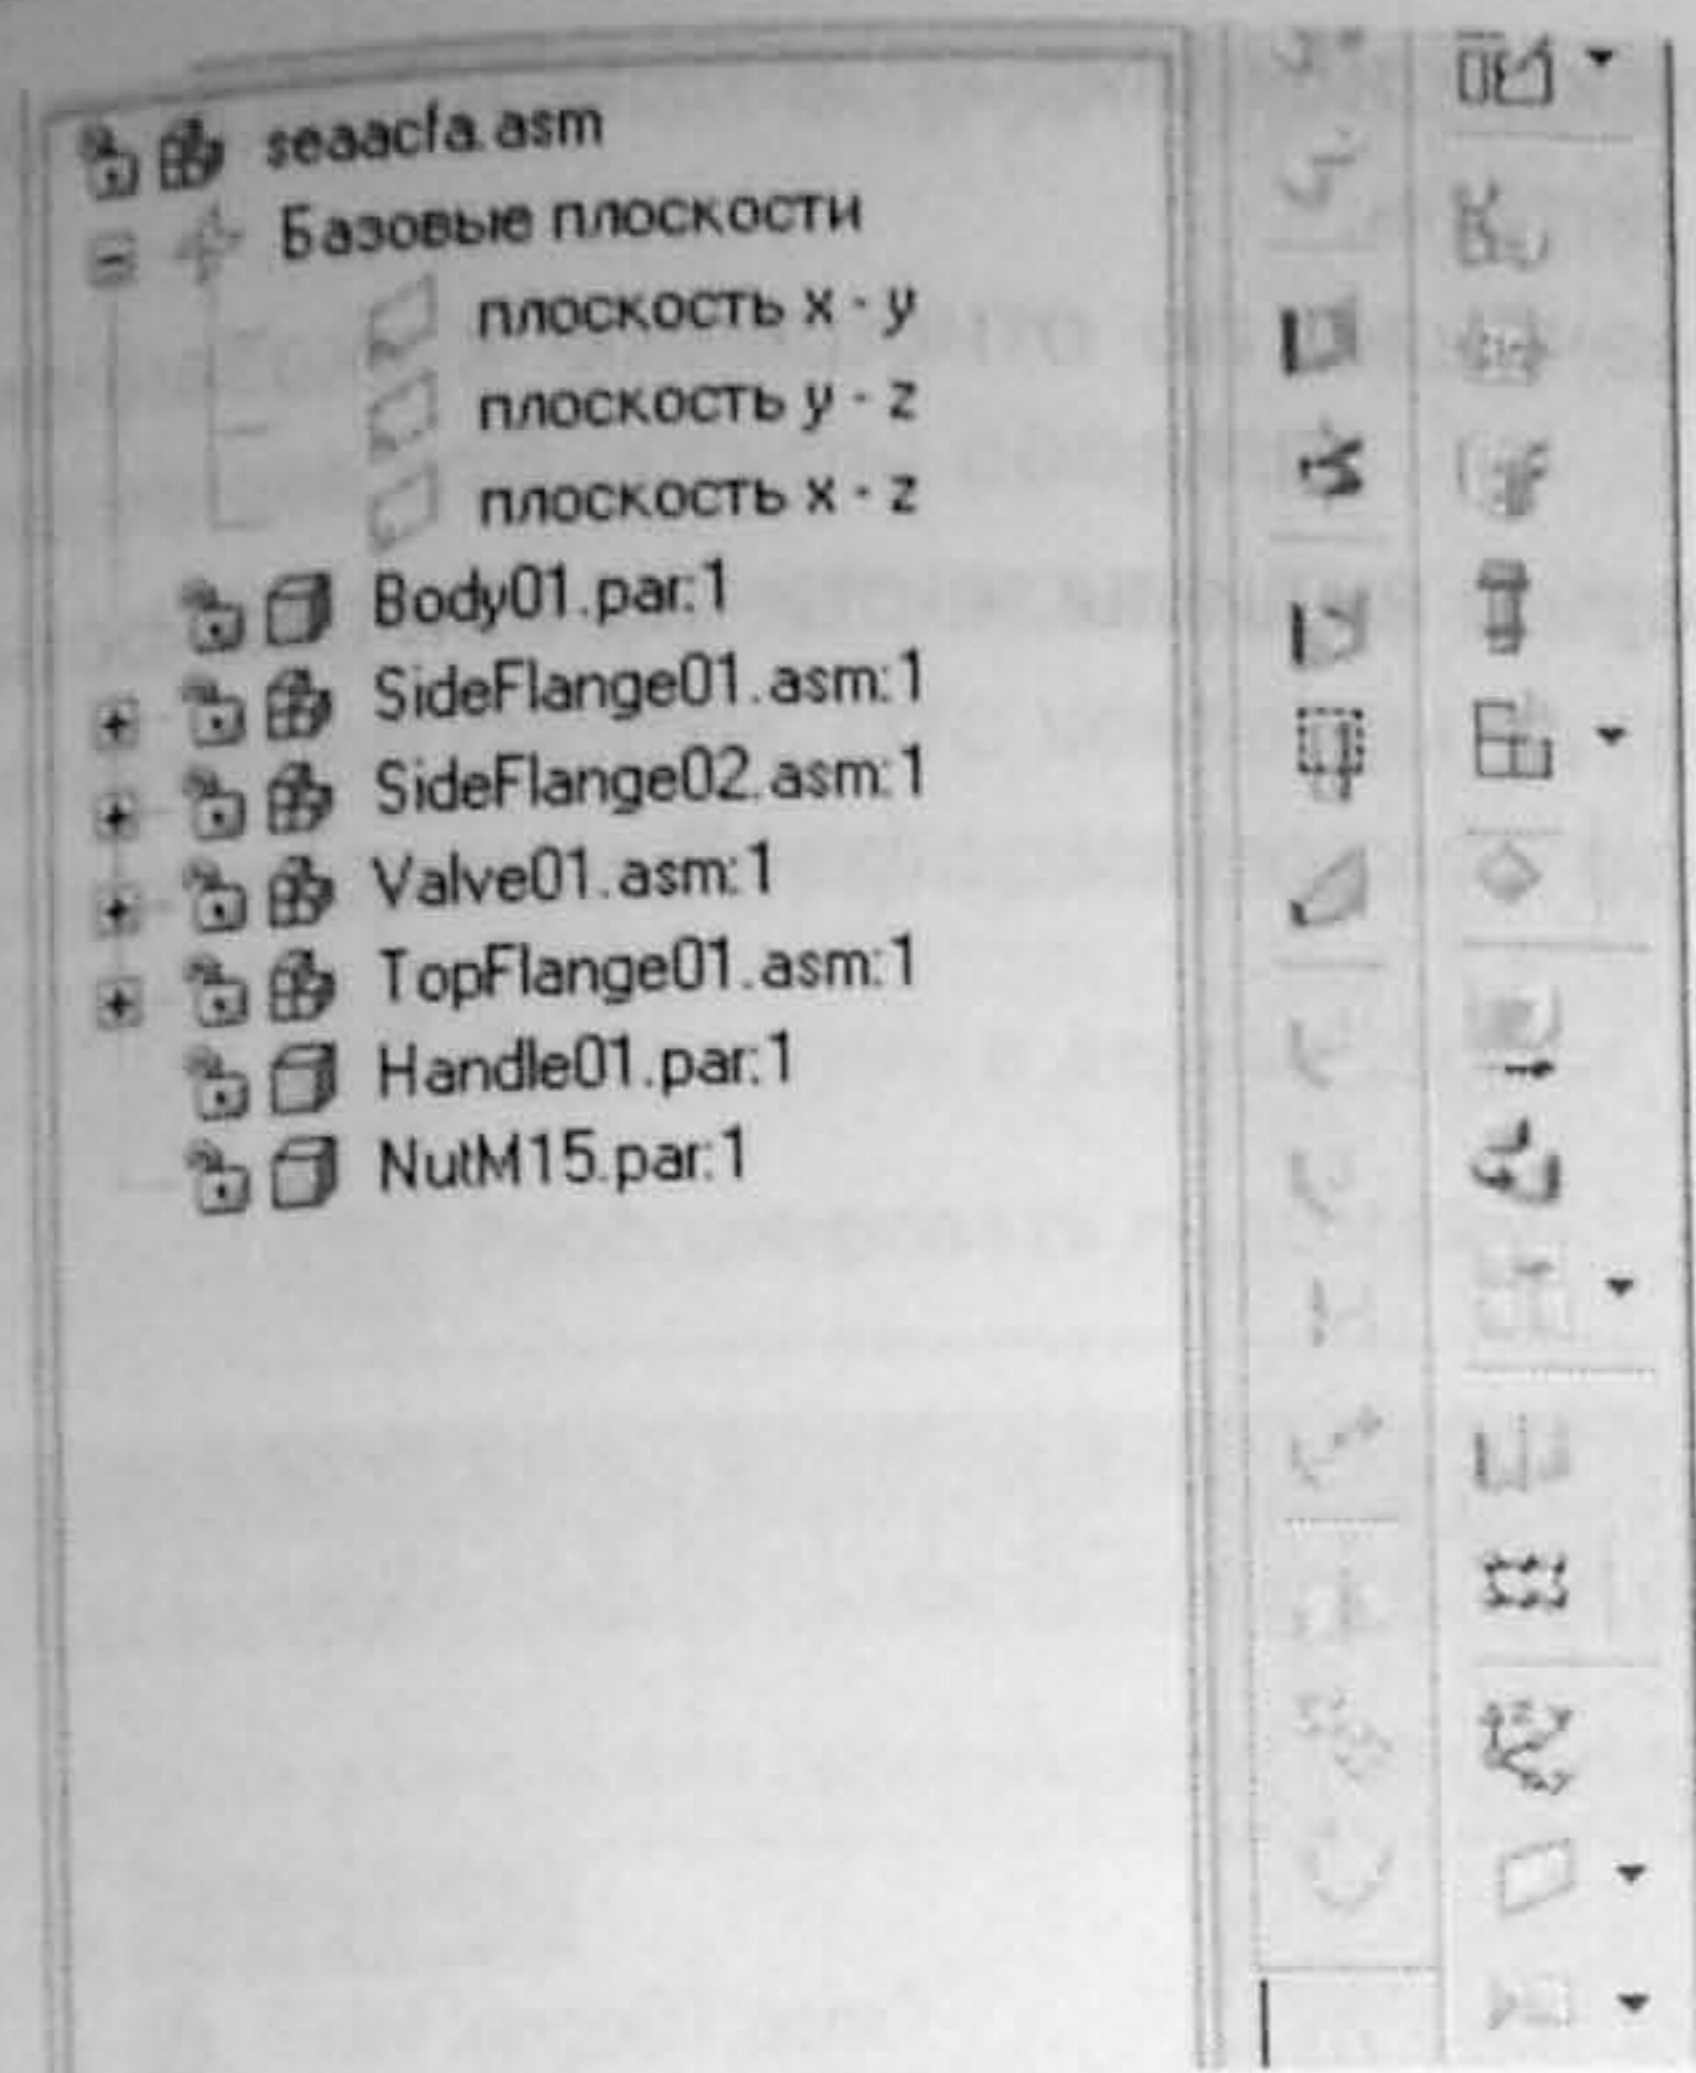 seaacfa.asm
Базовые плоскости
плоскость x - y
плоскость y - z
плоскость x - z
Body01.par:1
SideFlange01.asm:1
SideFlange02.asm:1
Valve01.asm:1
TopFlange01.asm:1
Handle01.par:1
NutM15.par:1